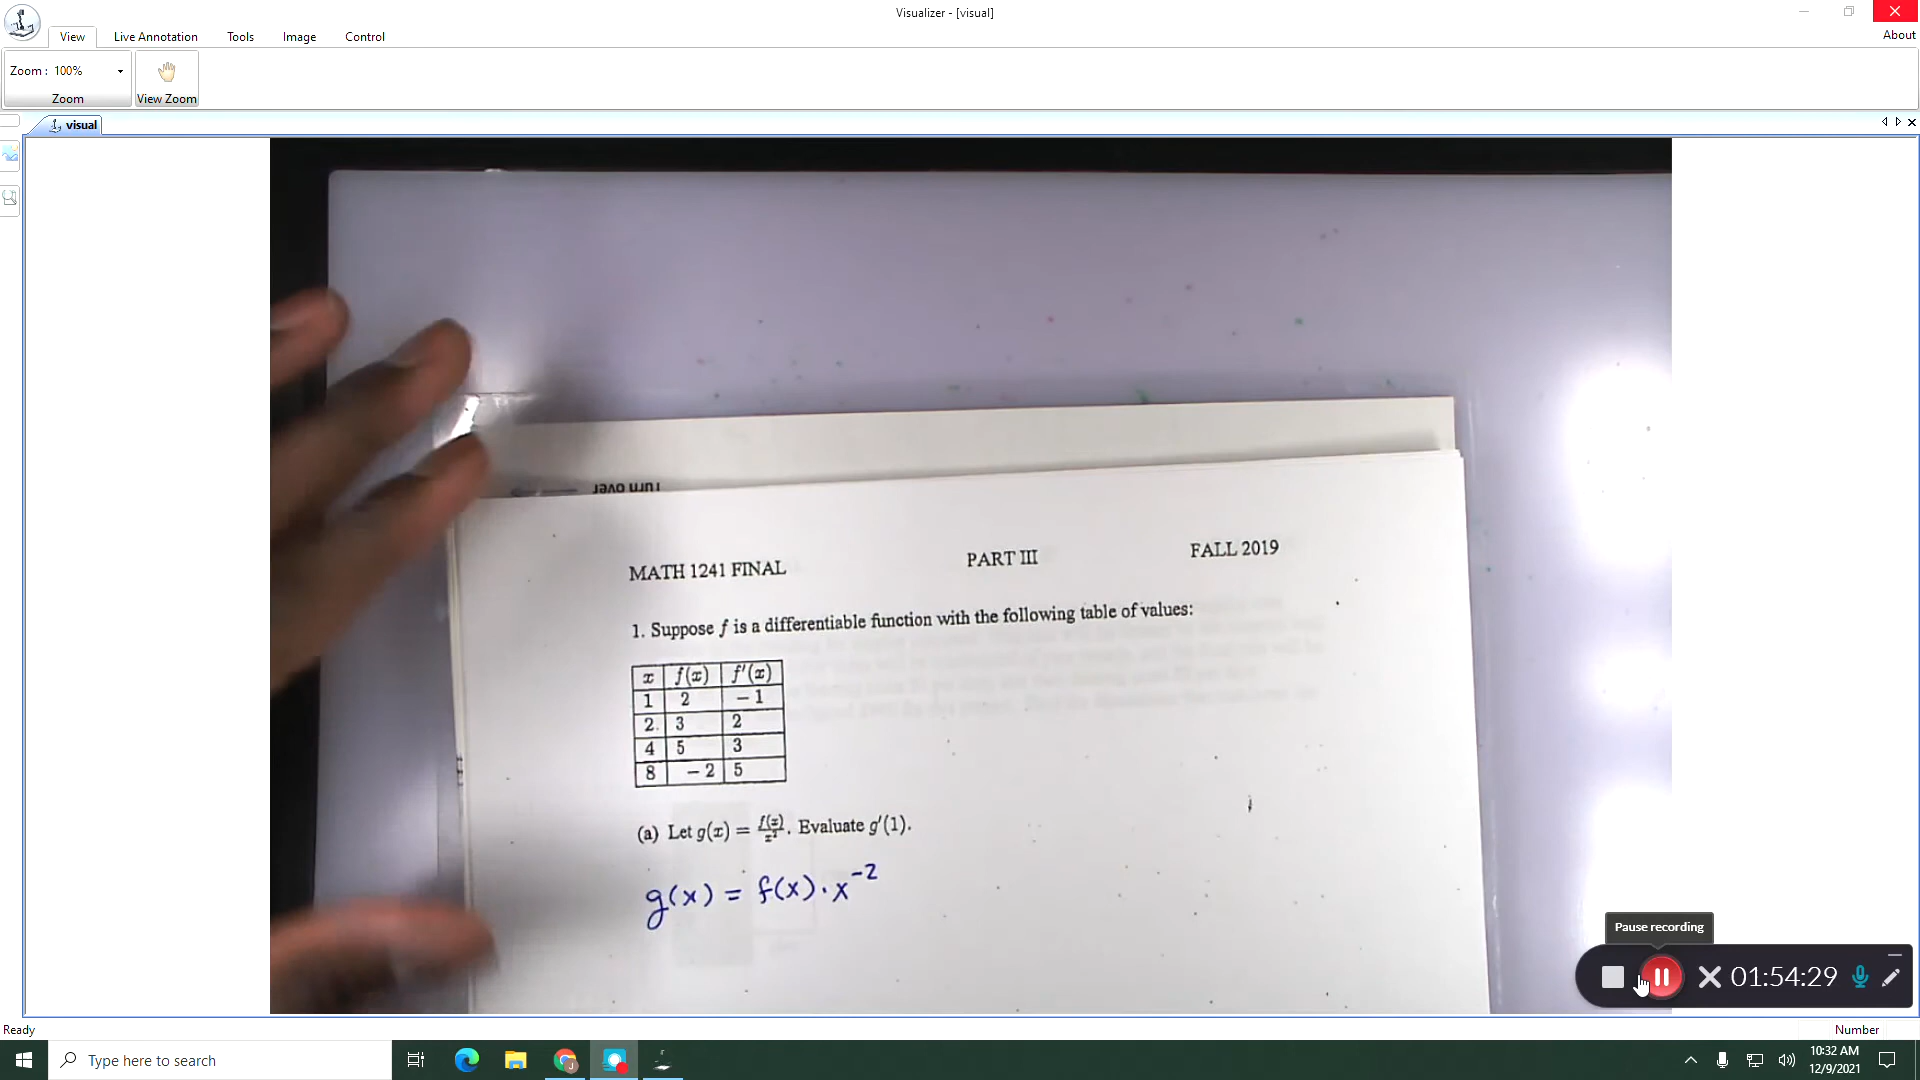 Visualizer - [visual]
View Live Annotation Tools Image Control About
Zoom : 100%
Zoom View Zoom
visual
Turn over
MATH 1241 FINAL PART III FALL 2019
1. Suppose f is a differentiable function with the following table of values:
x f(x) f'(x)
1 2 -1
2. 3 2
4 5 3
8 -2 5
(a) Let g(x) = f(x)/x². Evaluate g'(1).
g(x) = f(x)·x⁻²
Pause recording
01:54:29
Ready Number
Type here to search
10:32 AM
12/9/2021